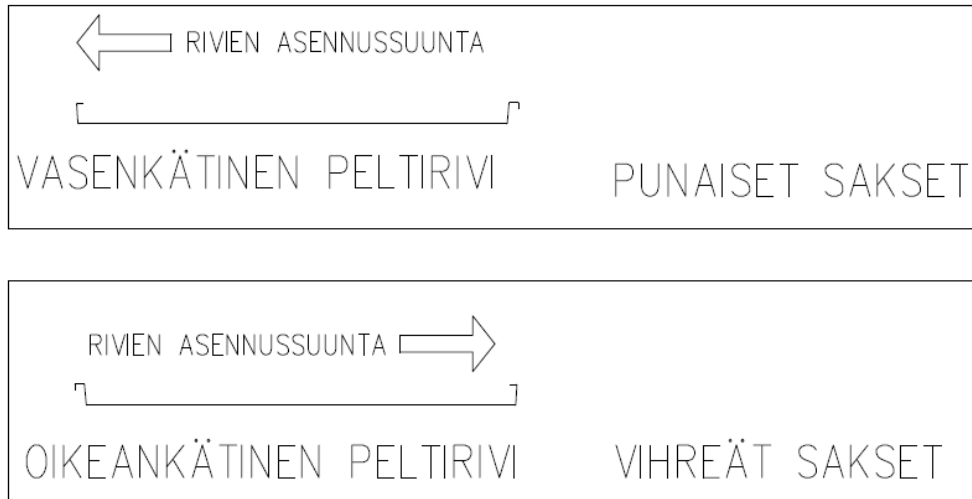 RIVIEN ASENNUSSUUNTA
VASENKÄTINEN PELTIRIVI PUNAISET SAKSET
RIVIEN ASENNUSSUUNTA
OIKEANKÄTINEN PELTIRIVI VIHREÄT SAKSET